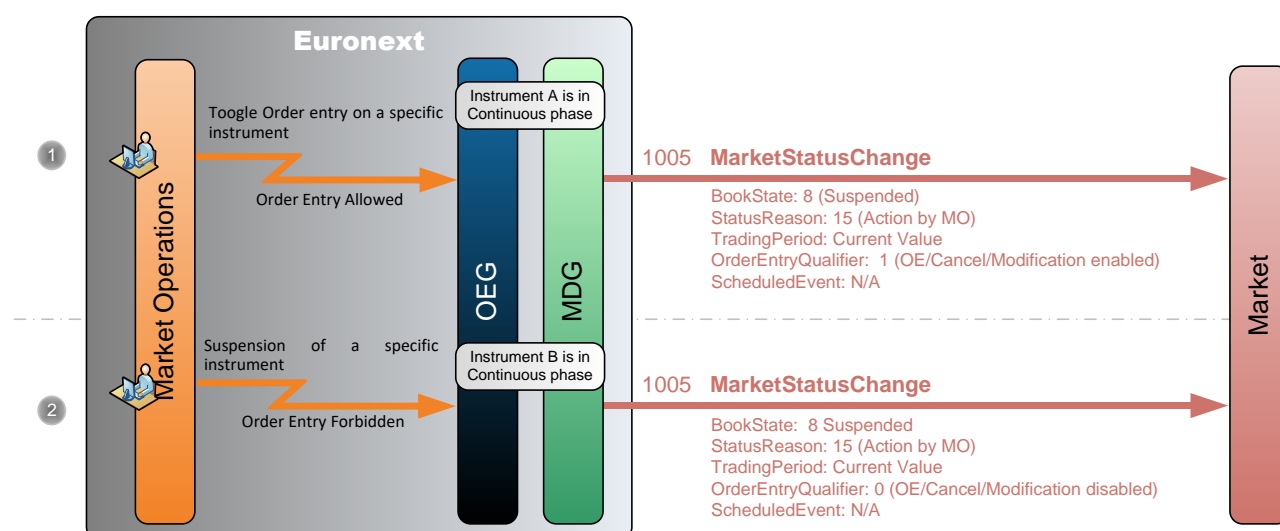 Euronext
Market Operations
OEG
MDG
Market
1
Toogle Order entry on a specific
instrument
Order Entry Allowed
Instrument A is in
Continuous phase
1005 MarketStatusChange
BookState: 8 (Suspended)
StatusReason: 15 (Action by MO)
TradingPeriod: Current Value
OrderEntryQualifier: 1 (OE/Cancel/Modification enabled)
ScheduledEvent: N/A
2
Suspension of a specific
instrument
Order Entry Forbidden
Instrument B is in
Continuous phase
1005 MarketStatusChange
BookState: 8 Suspended
StatusReason: 15 (Action by MO)
TradingPeriod: Current Value
OrderEntryQualifier: 0 (OE/Cancel/Modification disabled)
ScheduledEvent: N/A